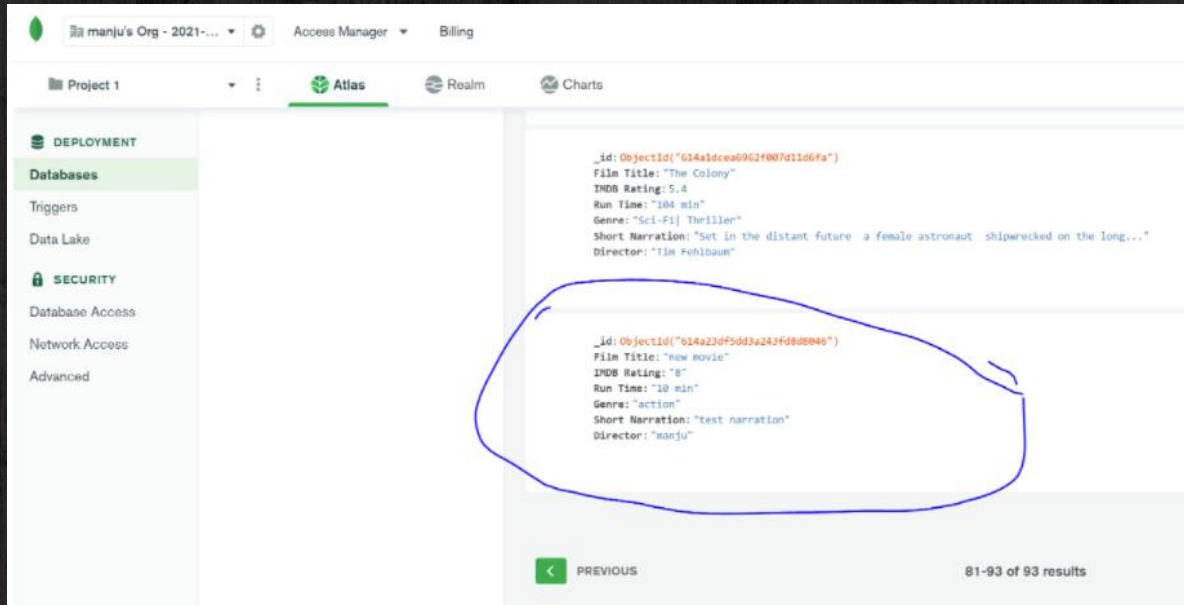 manju's Org - 2021-...
Access Manager
Billing
Project 1
Atlas
Realm
Charts
DEPLOYMENT
Databases
Triggers
Data Lake
SECURITY
Database Access
Network Access
Advanced
_id: ObjectId("614a1dcea6962f007d11d6fa")
Film Title: "The Colony"
IMDB Rating: 5.4
Run Time: "104 min"
Genre: "Sci-Fi| Thriller"
Short Narration: "Set in the distant future  a female astronaut  shipwrecked on the long..."
Director: "Tim Fehlbaum"
_id: ObjectId("614a23df5dd3a243fd8d8046")
Film Title: "new movie"
IMDB Rating: "8"
Run Time: "10 min"
Genre: "action"
Short Narration: "test narration"
Director: "manju"
PREVIOUS
81-93 of 93 results